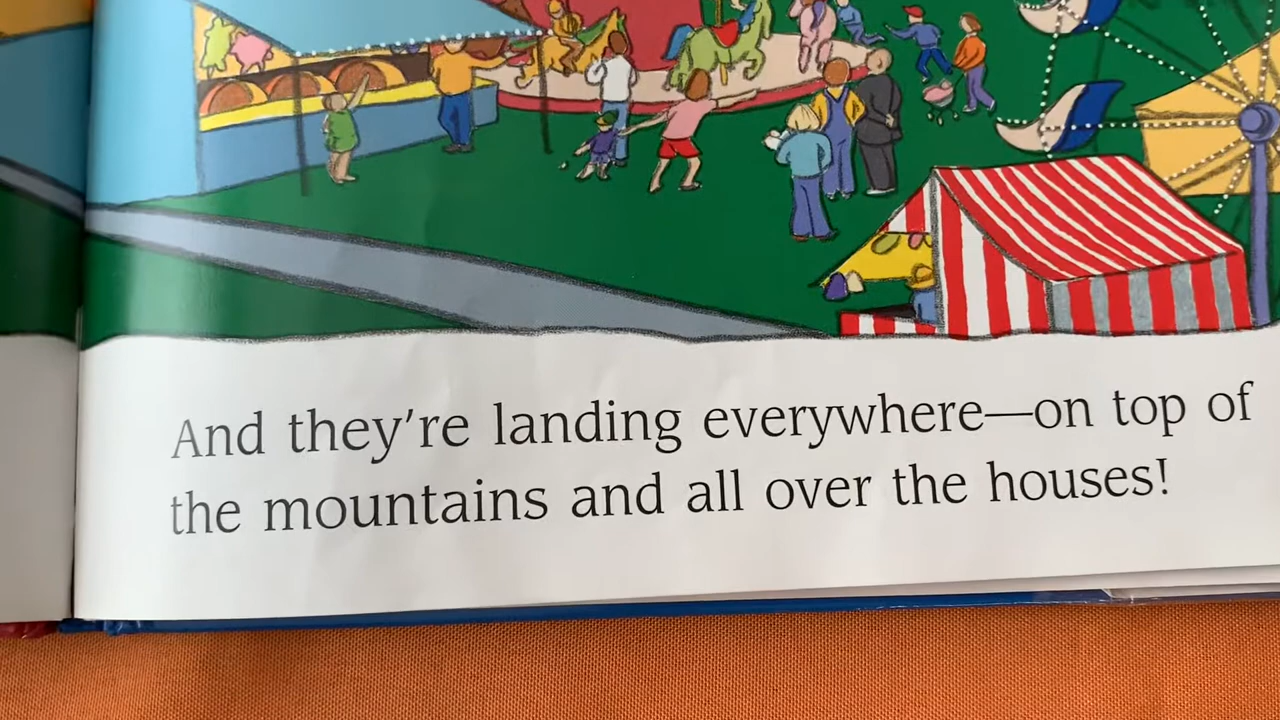 And they're landing everywhere—on top of
the mountains and all over the houses!